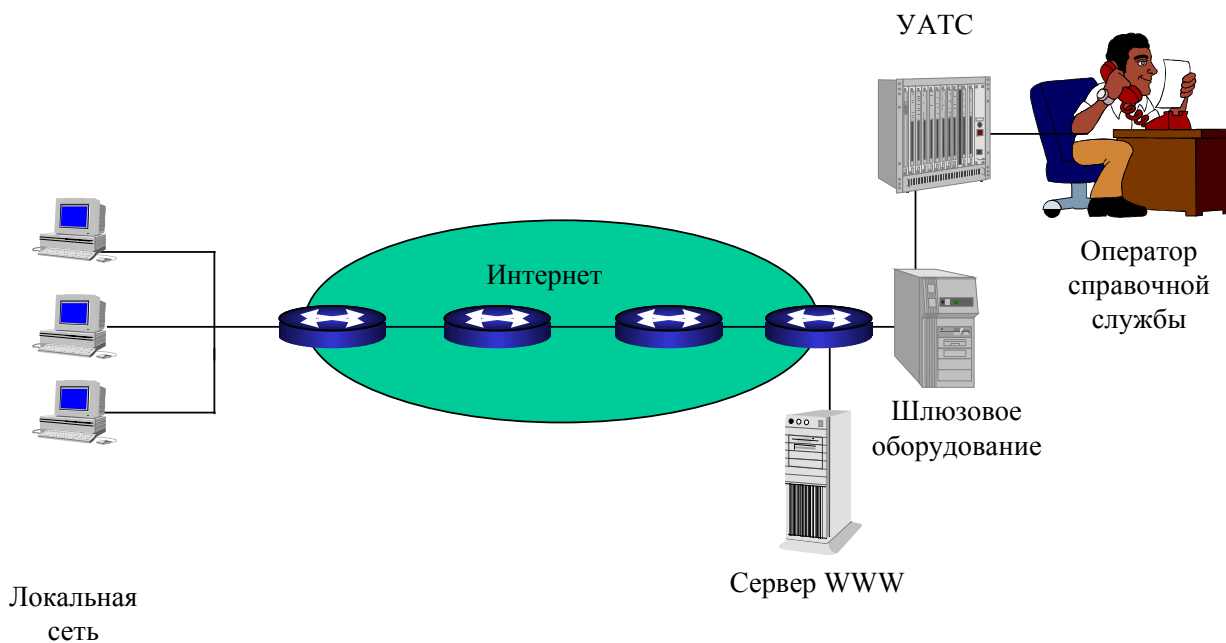 УАТС
Интернет
Оператор
справочной
службы
Шлюзовое
оборудование
Сервер WWW
Локальная
сеть